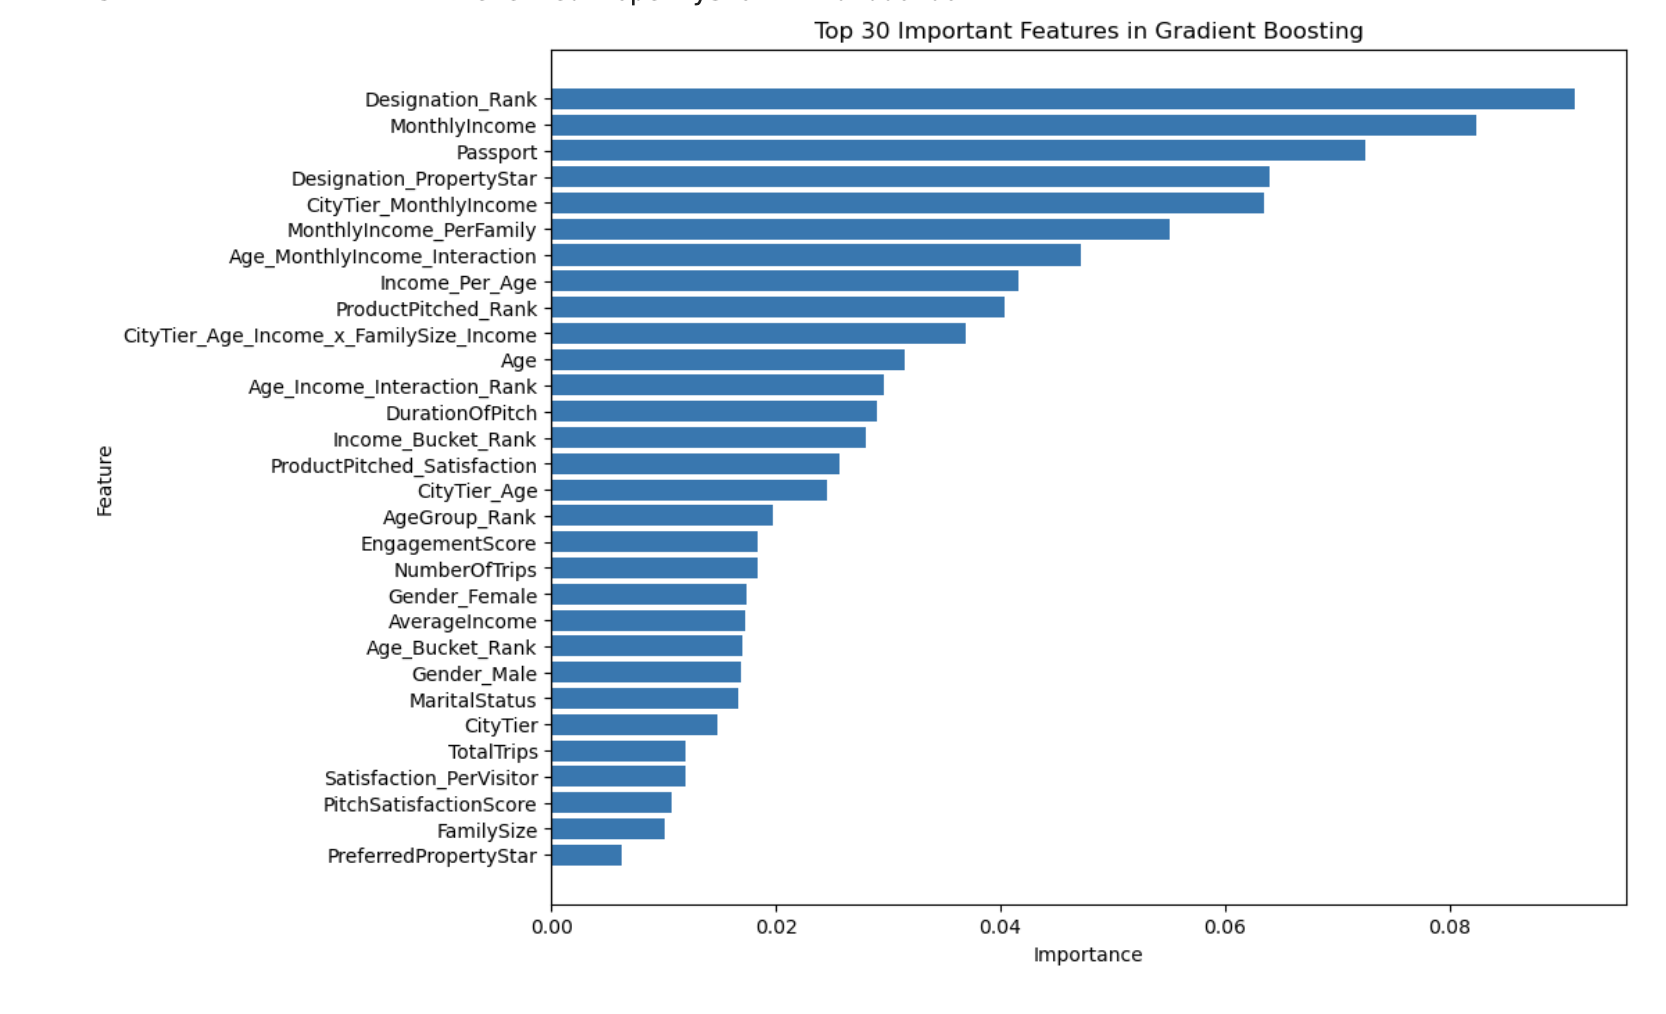 Top 30 Important Features in Gradient Boosting
Designation_Rank
MonthlyIncome
Passport
Designation_PropertyStar
CityTier_MonthlyIncome
MonthlyIncome_PerFamily
Age_MonthlyIncome_Interaction
Income_Per_Age
ProductPitched_Rank
CityTier_Age_Income_x_FamilySize_Income
Age
Age_Income_Interaction_Rank
DurationOfPitch
Income_Bucket_Rank
ProductPitched_Satisfaction
CityTier_Age
AgeGroup_Rank
EngagementScore
NumberOfTrips
Gender_Female
AverageIncome
Age_Bucket_Rank
Gender_Male
MaritalStatus
CityTier
TotalTrips
Satisfaction_PerVisitor
PitchSatisfactionScore
FamilySize
PreferredPropertyStar
Feature
0.00 0.02 0.04 0.06 0.08
Importance